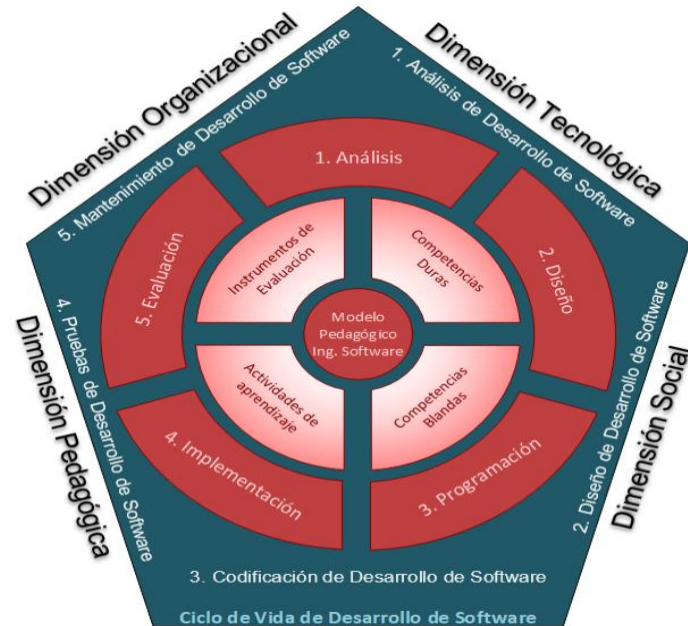 Dimensión Organizacional
Dimensión Tecnológica
5. Mantenimiento de Desarrollo de Software
1. Análisis de Desarrollo de Software
1. Análisis
2. Diseño
3. Programación
4. Implementación
5. Evaluación
Instrumentos de
Evaluación
Competencias
Duras
Modelo
Pedagógico
Ing. Software
Actividades de
aprendizaje
Competencias
Blandas
4. Pruebas de Desarrollo de Software
2. Diseño de Desarrollo de Software
Dimensión Pedagógica
Dimensión Social
3. Codificación de Desarrollo de Software
Ciclo de Vida de Desarrollo de Software